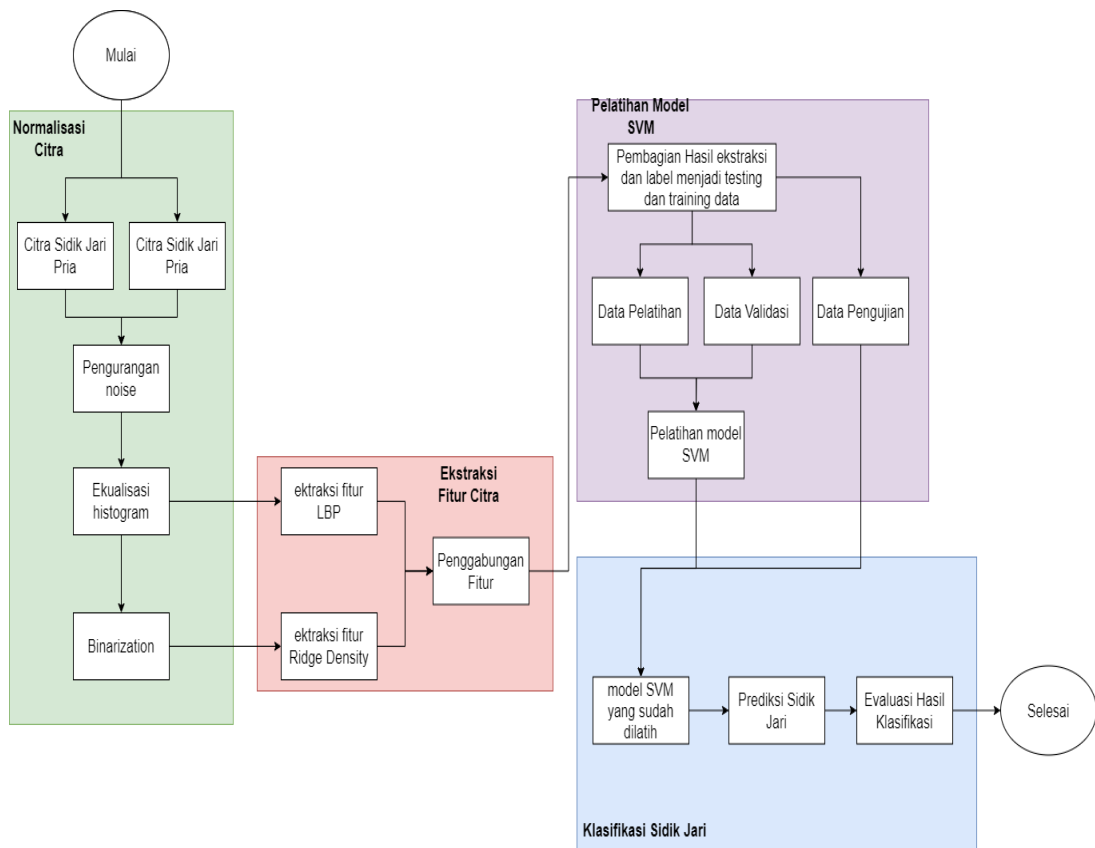 Mulai
Normalisasi
Citra
Citra Sidik Jari
Pria
Citra Sidik Jari
Pria
Pengurangan
noise
Ekualisasi
histogram
Binarization
Ekstraksi
Fitur Citra
ektraksi fitur
LBP
ektraksi fitur
Ridge Density
Penggabungan
Fitur
Pelatihan Model
SVM
Pembagian Hasil ekstraksi
dan label menjadi testing
dan training data
Data Pelatihan
Data Validasi
Data Pengujian
Pelatihan model
SVM
model SVM
yang sudah
dilatih
Prediksi Sidik
Jari
Evaluasi Hasil
Klasifikasi
Klasifikasi Sidik Jari
Selesai